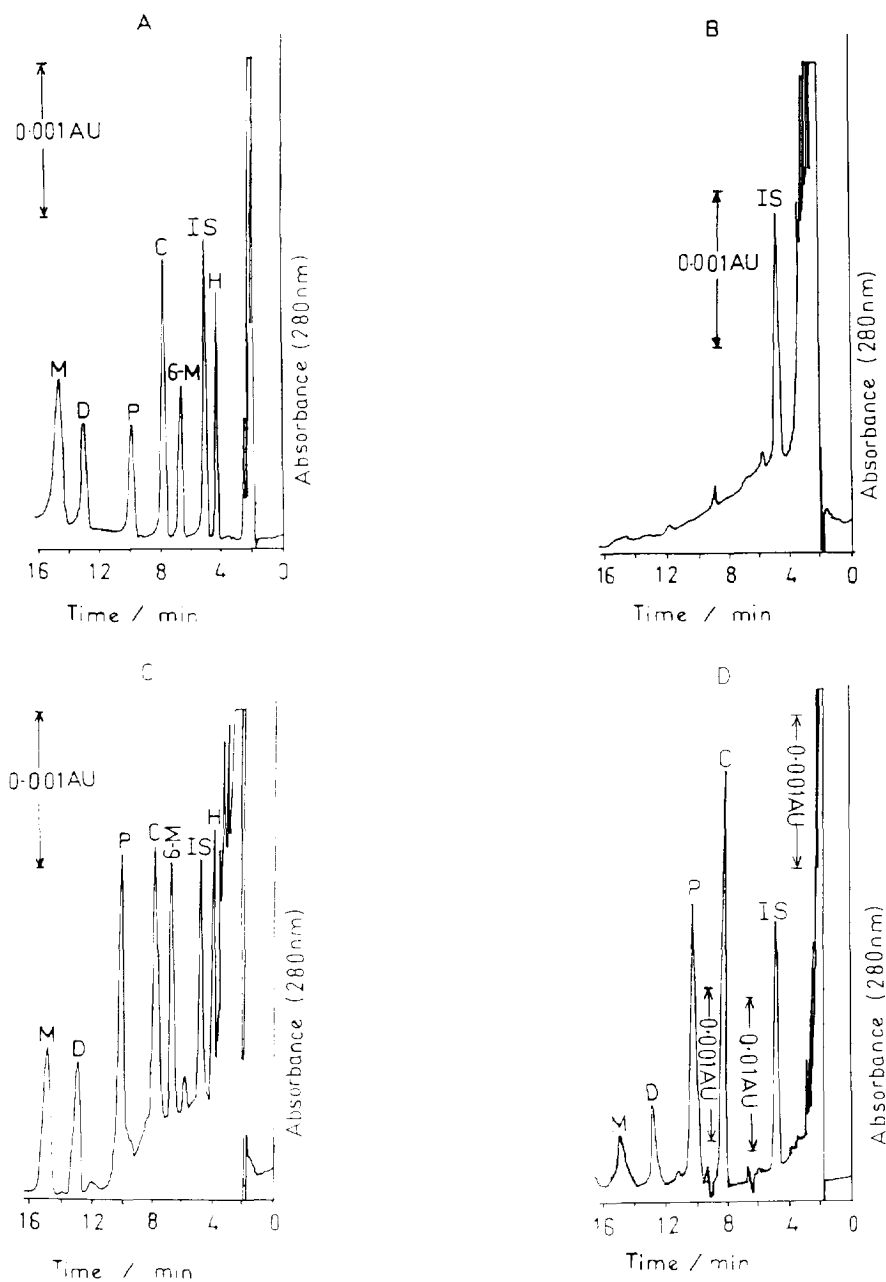 A
0·001AU
M
D
P
C
6-M
IS
H
Absorbance (280nm)
16 12 8 4 0
Time / min
B
0·001AU
IS
Absorbance (280nm)
16 12 8 4 0
Time / min
C
0·001AU
M
D
P
C
6-M
IS
H
Absorbance (280nm)
16 12 8 4 0
Time / min
D
M
D
P
0·001AU
C
0·01AU
IS
0·001AU
Absorbance (280nm)
16 12 8 4 0
Time / min